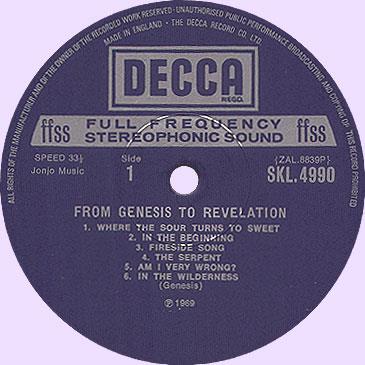 ALL RIGHTS OF THE MANUFACTURER AND OF THE OWNER OF THE RECORDED WORK RESERVED · UNAUTHORISED PUBLIC PERFORMANCE BROADCASTING AND COPYING OF THIS RECORD PROHIBITED
MADE IN ENGLAND · THE DECCA RECORD CO. LTD.
DECCA
REGD.
ffss FULL FREQUENCY STEREOPHONIC SOUND ffss
SPEED 33⅓ Side (ZAL.8839P)
Jonjo Music 1 SKL.4990
FROM GENESIS TO REVELATION
1. WHERE THE SOUR TURNS TO SWEET
2. IN THE BEGINNING
3. FIRESIDE SONG
4. THE SERPENT
5. AM I VERY WRONG?
6. IN THE WILDERNESS
(Genesis)
℗ 1969